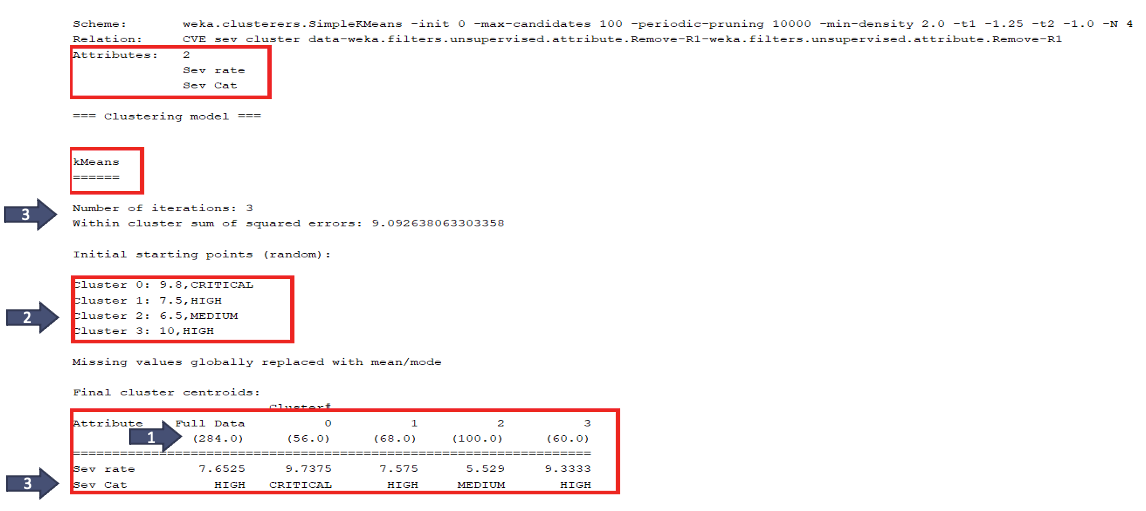 Scheme: weka.clusterers.SimpleKMeans -init 0 -max-candidates 100 -periodic-pruning 10000 -min-density 2.0 -t1 -1.25 -t2 -1.0 -N 4
Relation: CVE sev cluster data-weka.filters.unsupervised.attribute.Remove-R1-weka.filters.unsupervised.attribute.Remove-R1
Attributes: 2
Sev rate
Sev Cat
=== Clustering model ===
kMeans
======
Number of iterations: 3
3
Within cluster sum of squared errors: 9.092638063303358
Initial starting points (random):
Cluster 0: 9.8,CRITICAL
Cluster 1: 7.5,HIGH
2
Cluster 2: 6.5,MEDIUM
Cluster 3: 10,HIGH
Missing values globally replaced with mean/mode
Final cluster centroids:
Cluster#
Attribute Full Data 0 1 2 3
1 (284.0) (56.0) (68.0) (100.0) (60.0)
==================================================================
Sev rate 7.6525 9.7375 7.575 5.529 9.3333
3 Sev Cat HIGH CRITICAL HIGH MEDIUM HIGH